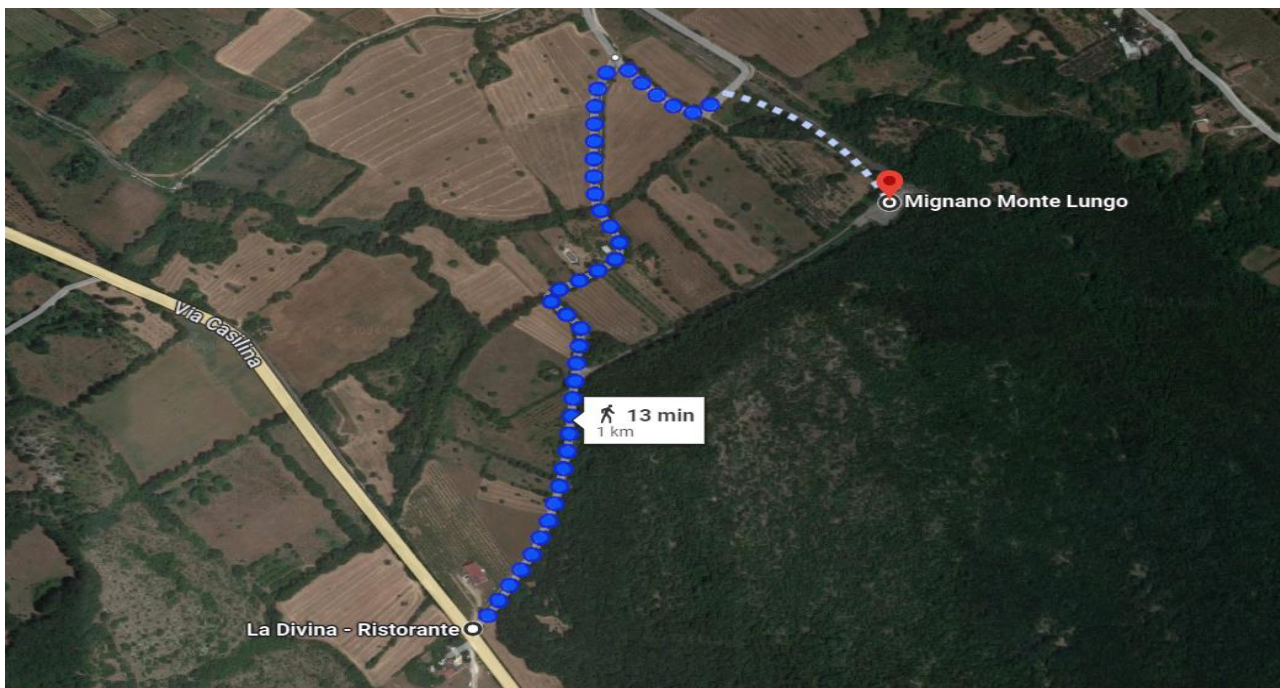 Mignano Monte Lungo
Via Casilina
13 min
1 km
La Divina - Ristorante